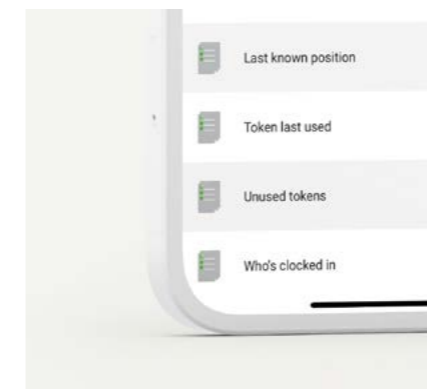 Last known position
Token last used
Unused tokens
Who's clocked in